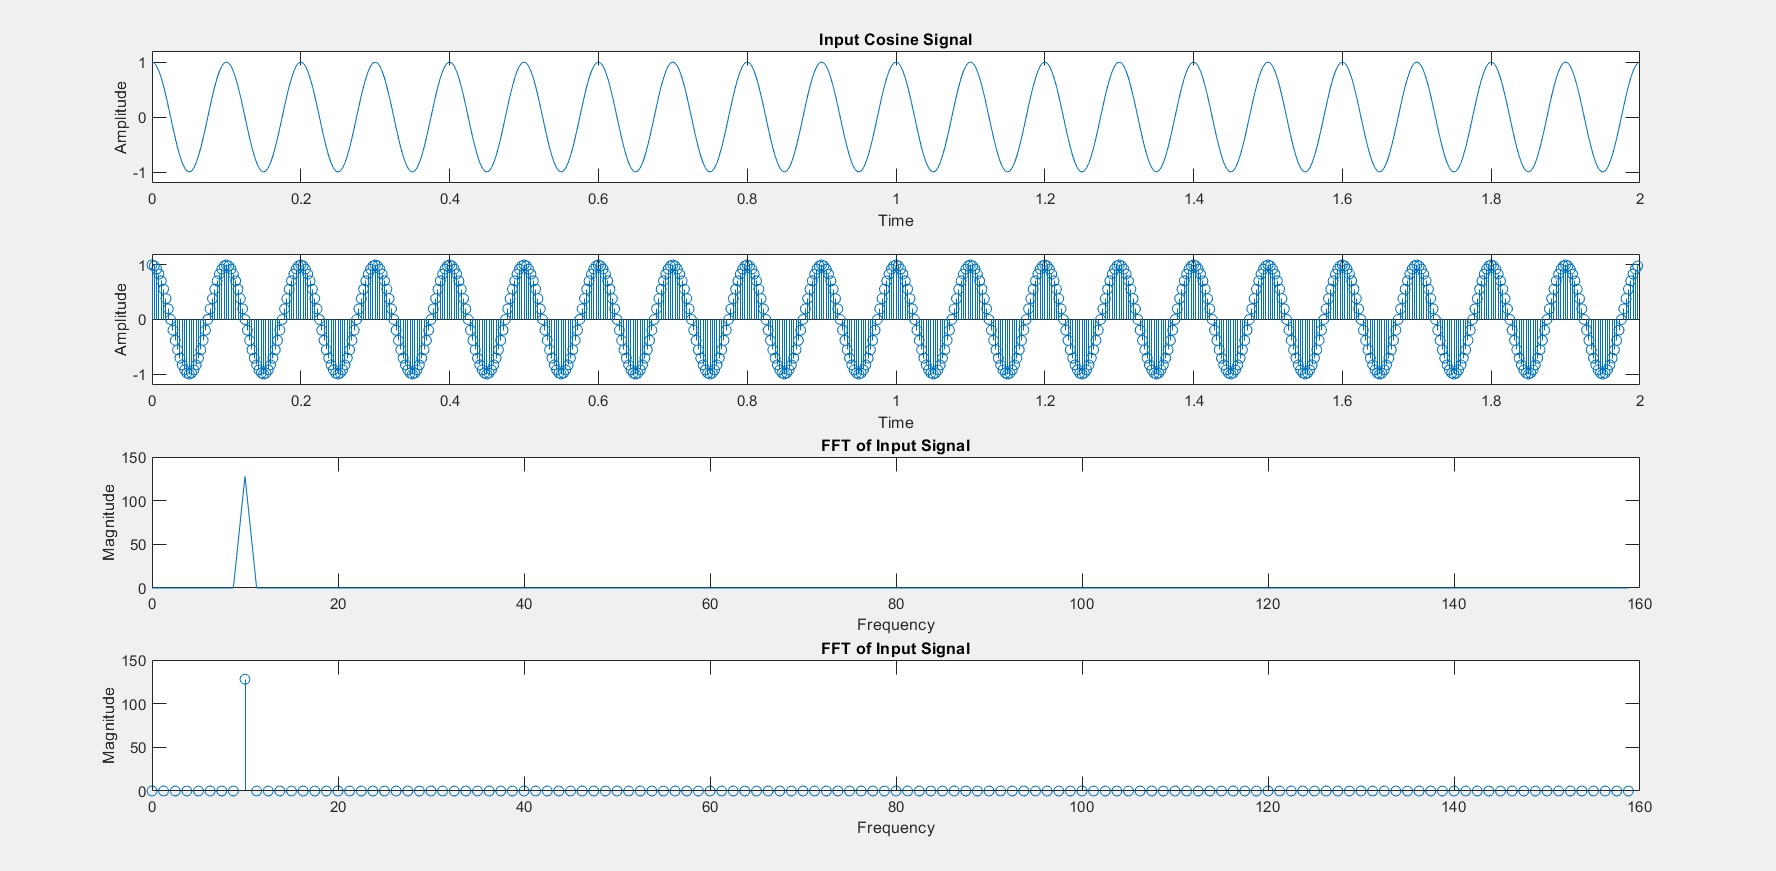 Input Cosine Signal
1
0
-1
Amplitude
0 0.2 0.4 0.6 0.8 1 1.2 1.4 1.6 1.8 2
Time
1
0
-1
Amplitude
0 0.2 0.4 0.6 0.8 1 1.2 1.4 1.6 1.8 2
Time
FFT of Input Signal
150
100
50
0
Magnitude
0 20 40 60 80 100 120 140 160
Frequency
FFT of Input Signal
150
100
50
0
Magnitude
0 20 40 60 80 100 120 140 160
Frequency